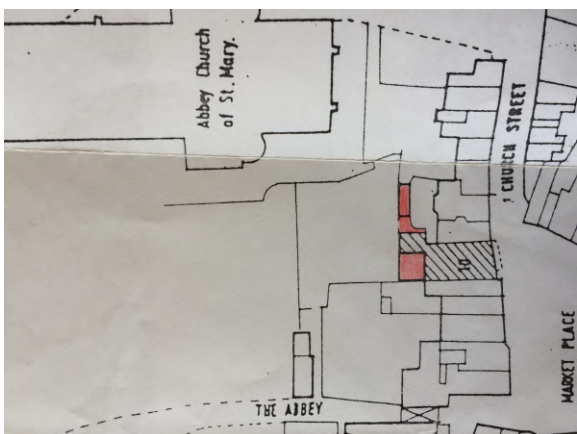 Abbey Church
of St. Mary.
CHURCH STREET
10
MARKET PLACE
THE ABBEY